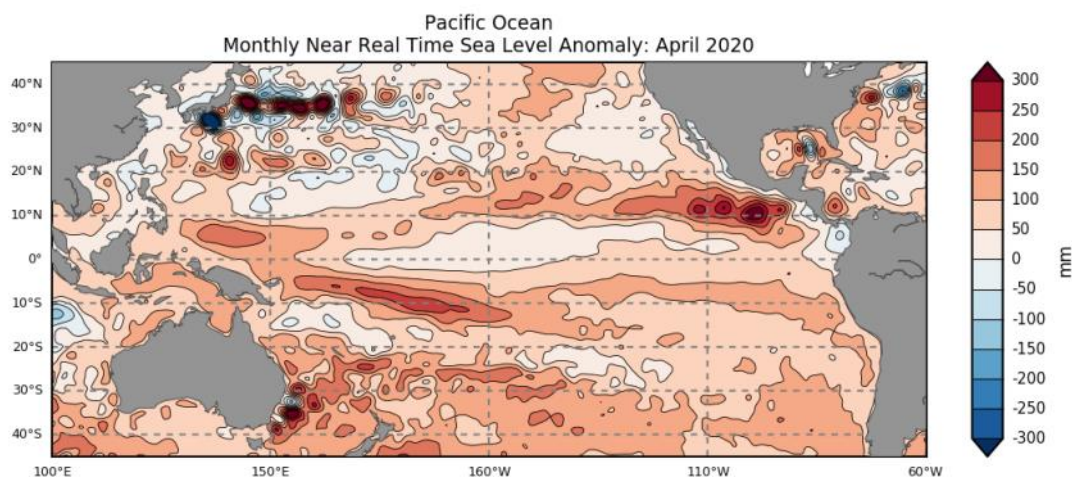 Pacific Ocean
Monthly Near Real Time Sea Level Anomaly: April 2020
40°N
30°N
20°N
10°N
0°
10°S
20°S
30°S
40°S
100°E 150°E 160°W 110°W 60°W
300
250
200
150
100
50
0
-50
-100
-150
-200
-250
-300
mm